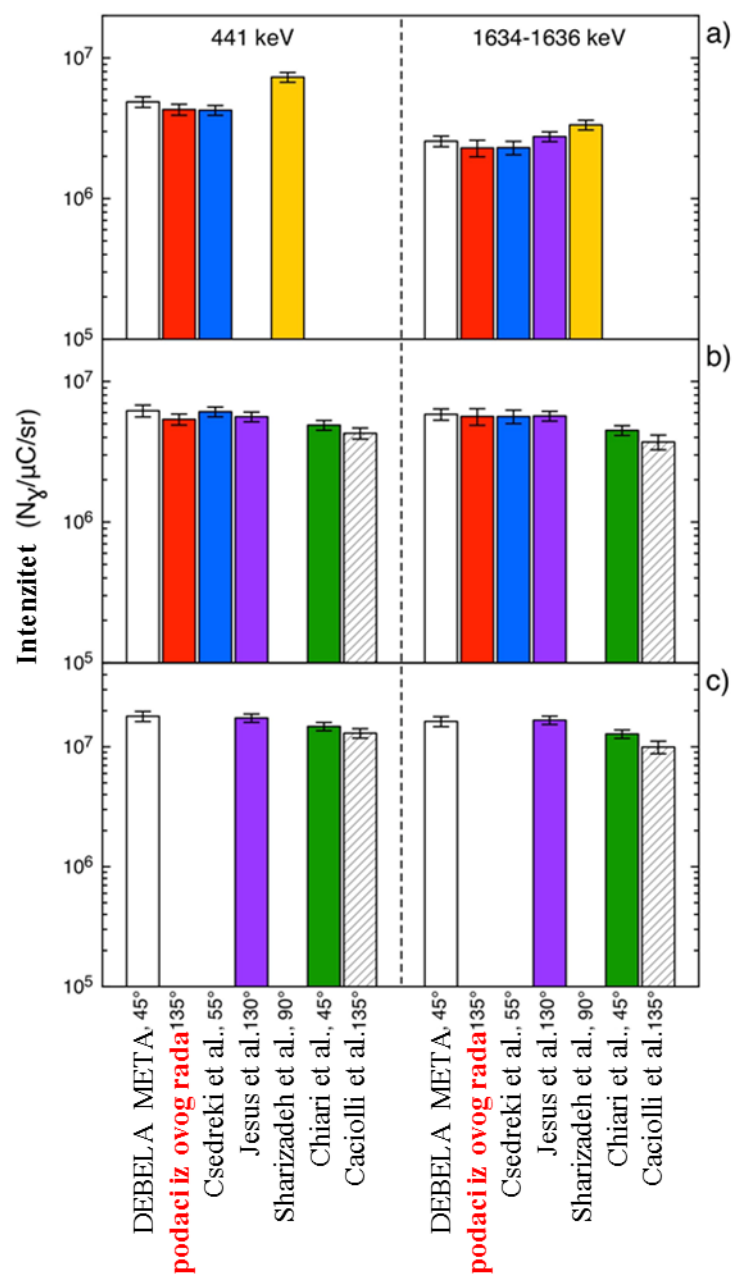 441 keV
1634-1636 keV
a)
10⁷
10⁶
10⁵
b)
10⁷
10⁶
10⁵
c)
10⁷
10⁶
10⁵
Intenzitet (Nɣ/μC/sr)
DEBELA META, 45°
podaci iz ovog rada 135°
Csedreki et al., 55°
Jesus et al. 130°
Sharizadeh et al., 90°
Chiari et al., 45°
Caciolli et al. 135°
DEBELA META, 45°
podaci iz ovog rada 135°
Csedreki et al., 55°
Jesus et al. 130°
Sharizadeh et al., 90°
Chiari et al., 45°
Caciolli et al. 135°